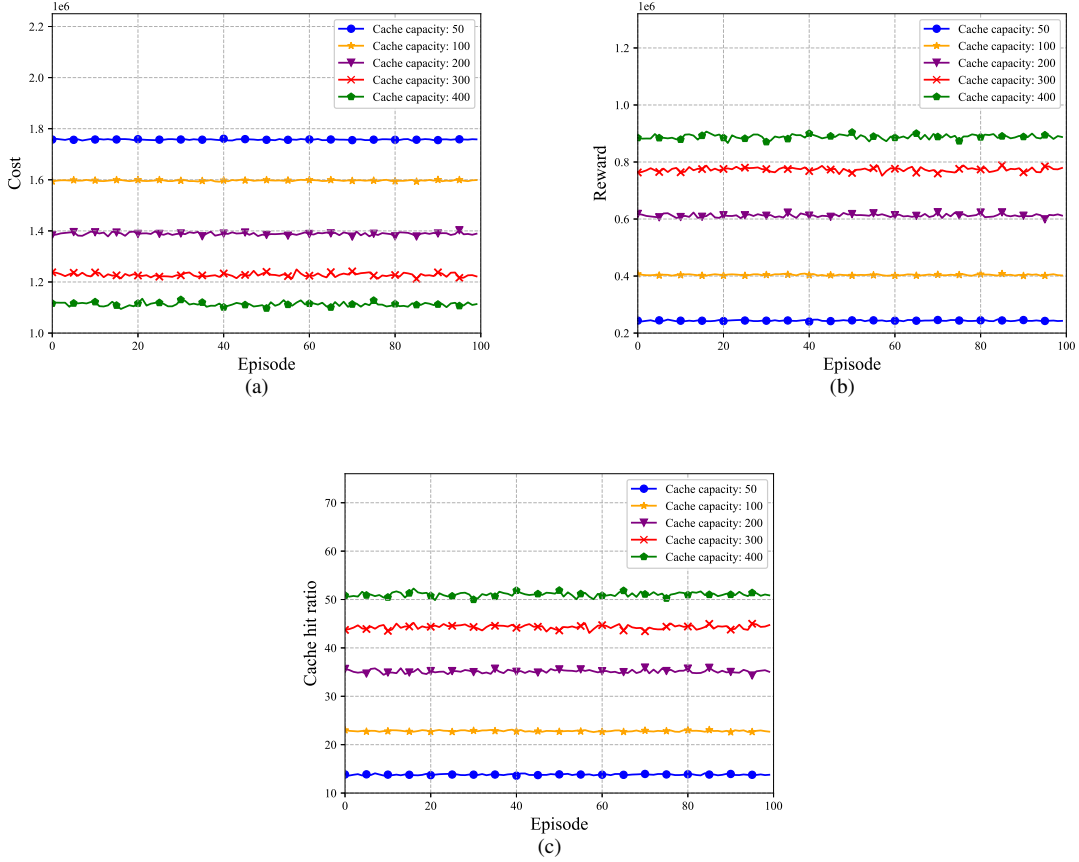 1e6
2.2
2.0
1.8
1.6
1.4
1.2
1.0
Cost
0
20
40
60
80
100
Episode
Cache capacity: 50
Cache capacity: 100
Cache capacity: 200
Cache capacity: 300
Cache capacity: 400
(a)
1e6
1.2
1.0
0.8
0.6
0.4
0.2
Reward
0
20
40
60
80
100
Episode
Cache capacity: 50
Cache capacity: 100
Cache capacity: 200
Cache capacity: 300
Cache capacity: 400
(b)
70
60
50
40
30
20
10
Cache hit ratio
0
20
40
60
80
100
Episode
Cache capacity: 50
Cache capacity: 100
Cache capacity: 200
Cache capacity: 300
Cache capacity: 400
(c)